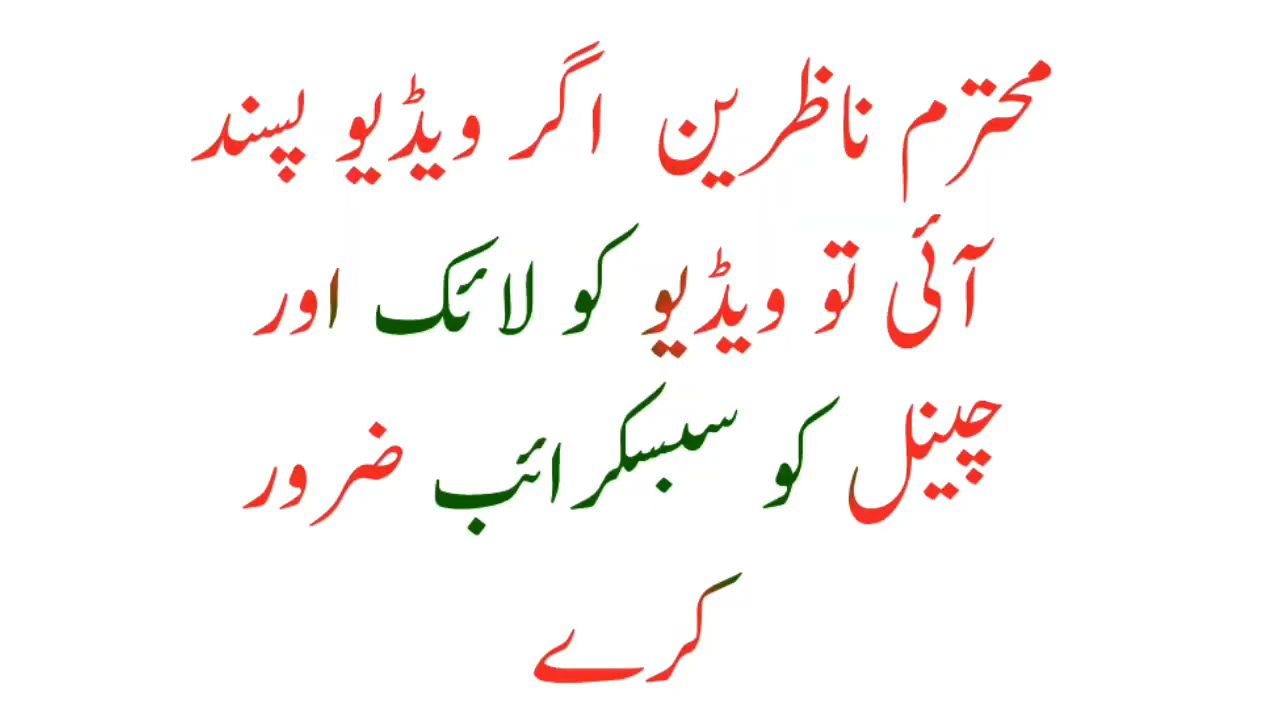 محترم ناظرین اگر ویڈیو پسند
آئی تو ویڈیو کو لائک اور
چینل کو سبسکرائب ضرور
کرے